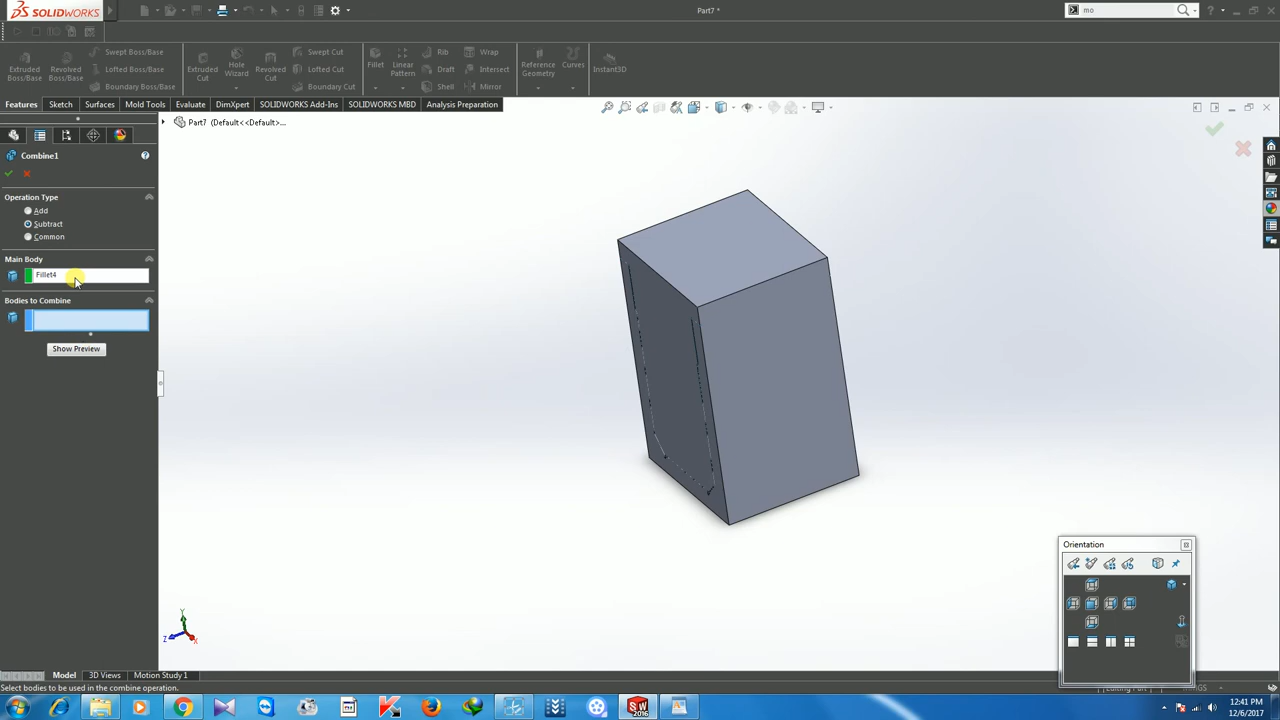 SOLIDWORKS
Part7 *
mo
Extruded Boss/Base
Revolved Boss/Base
Swept Boss/Base
Lofted Boss/Base
Boundary Boss/Base
Extruded Cut
Hole Wizard
Revolved Cut
Swept Cut
Lofted Cut
Boundary Cut
Fillet
Linear Pattern
Rib
Draft
Shell
Wrap
Intersect
Mirror
Reference Geometry
Curves
Instant3D
Features Sketch Surfaces Mold Tools Evaluate DimXpert SOLIDWORKS Add-Ins SOLIDWORKS MBD Analysis Preparation
Part7 (Default<<Default>...
Combine1
Operation Type
Add
Subtract
Common
Main Body
Fillet4
Bodies to Combine
Show Preview
Orientation
Y
Z
X
Model 3D Views Motion Study 1
Select bodies to be used in the combine operation.
Editing Part
SW
2016
12:41 PM
12/6/2017